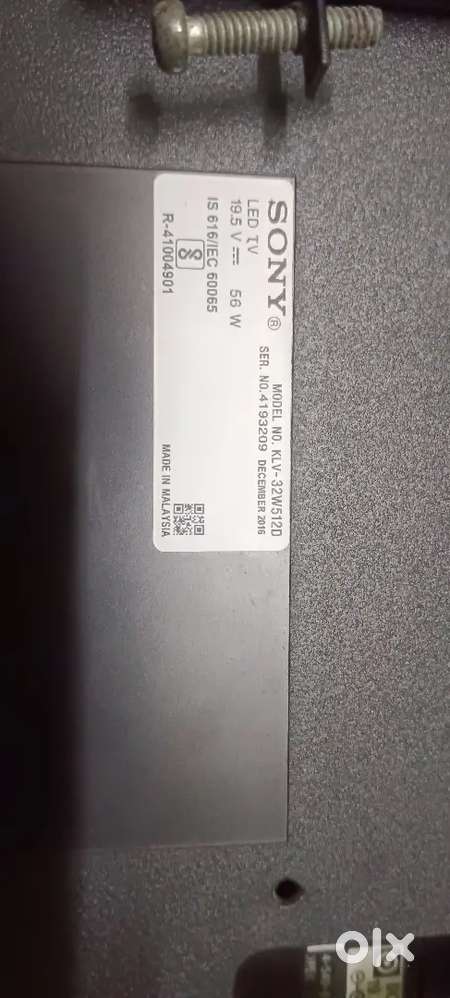 SONY®
LED TV
19.5 V ⎓ 56 W
IS 616/IEC 60065
R-41004901
MODEL NO. KLV-32W512D
SER. NO.4193209 DECEMBER 2016
MADE IN MALAYSIA
olx